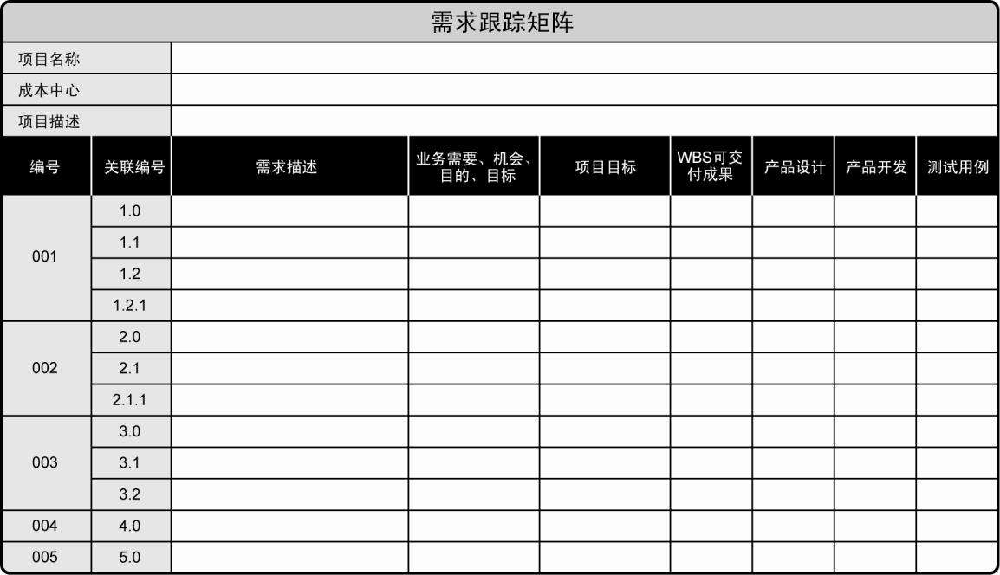 需求跟踪矩阵
项目名称
成本中心
项目描述
编号 关联编号 需求描述 业务需要、机会、目的、目标 项目目标 WBS可交付成果 产品设计 产品开发 测试用例
001 1.0
1.1
1.2
1.2.1
002 2.0
2.1
2.1.1
003 3.0
3.1
3.2
004 4.0
005 5.0